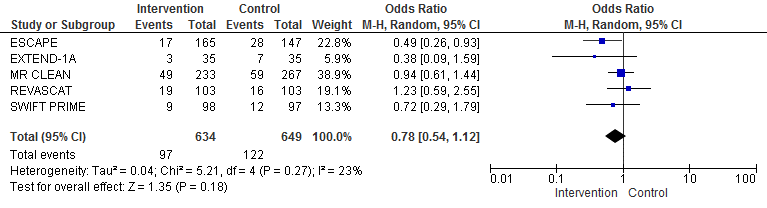 Intervention Control Odds Ratio Odds Ratio
Study or Subgroup Events Total Events Total Weight M-H, Random, 95% CI M-H, Random, 95% CI
ESCAPE 17 165 28 147 22.8% 0.49 [0.26, 0.93]
EXTEND-1A 3 35 7 35 5.9% 0.38 [0.09, 1.59]
MR CLEAN 49 233 59 267 38.9% 0.94 [0.61, 1.44]
REVASCAT 19 103 16 103 19.1% 1.23 [0.59, 2.55]
SWIFT PRIME 9 98 12 97 13.3% 0.72 [0.29, 1.79]
Total (95% CI) 634 649 100.0% 0.78 [0.54, 1.12]
Total events 97 122
Heterogeneity: Tau² = 0.04; Chi² = 5.21, df = 4 (P = 0.27); I² = 23%
Test for overall effect: Z = 1.35 (P = 0.18)
0.01 0.1 1 10 100
Intervention Control